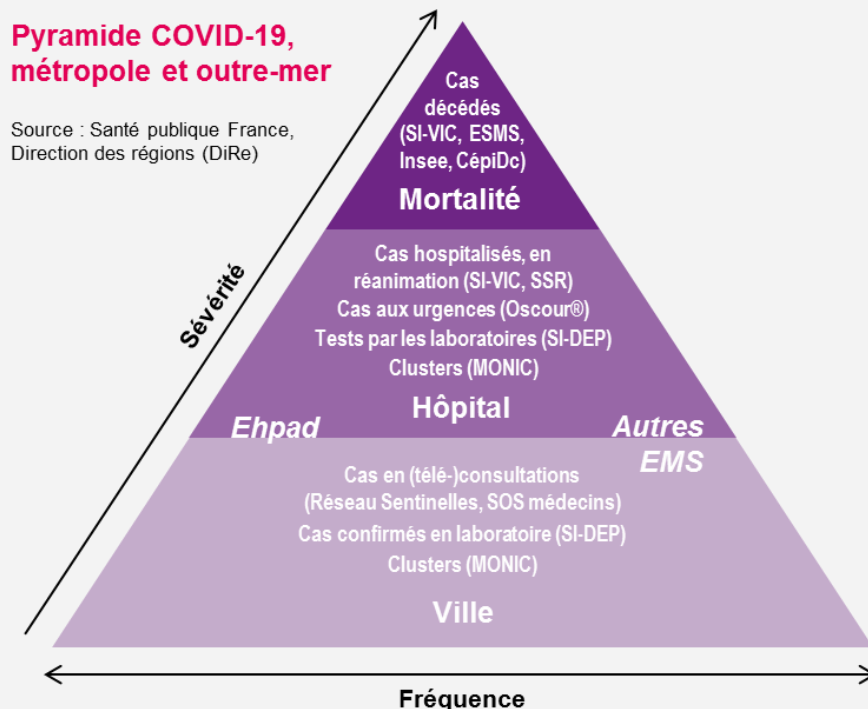 Pyramide COVID-19,
métropole et outre-mer
Source : Santé publique France,
Direction des régions (DiRe)
Sévérité
Cas
décédés
(SI-VIC, ESMS,
Insee, CépiDc)
Mortalité
Cas hospitalisés, en
réanimation (SI-VIC, SSR)
Cas aux urgences (Oscour®)
Tests par les laboratoires (SI-DEP)
Clusters (MONIC)
Hôpital
Ehpad
Autres
EMS
Cas en (télé-)consultations
(Réseau Sentinelles, SOS médecins)
Cas confirmés en laboratoire (SI-DEP)
Clusters (MONIC)
Ville
Fréquence